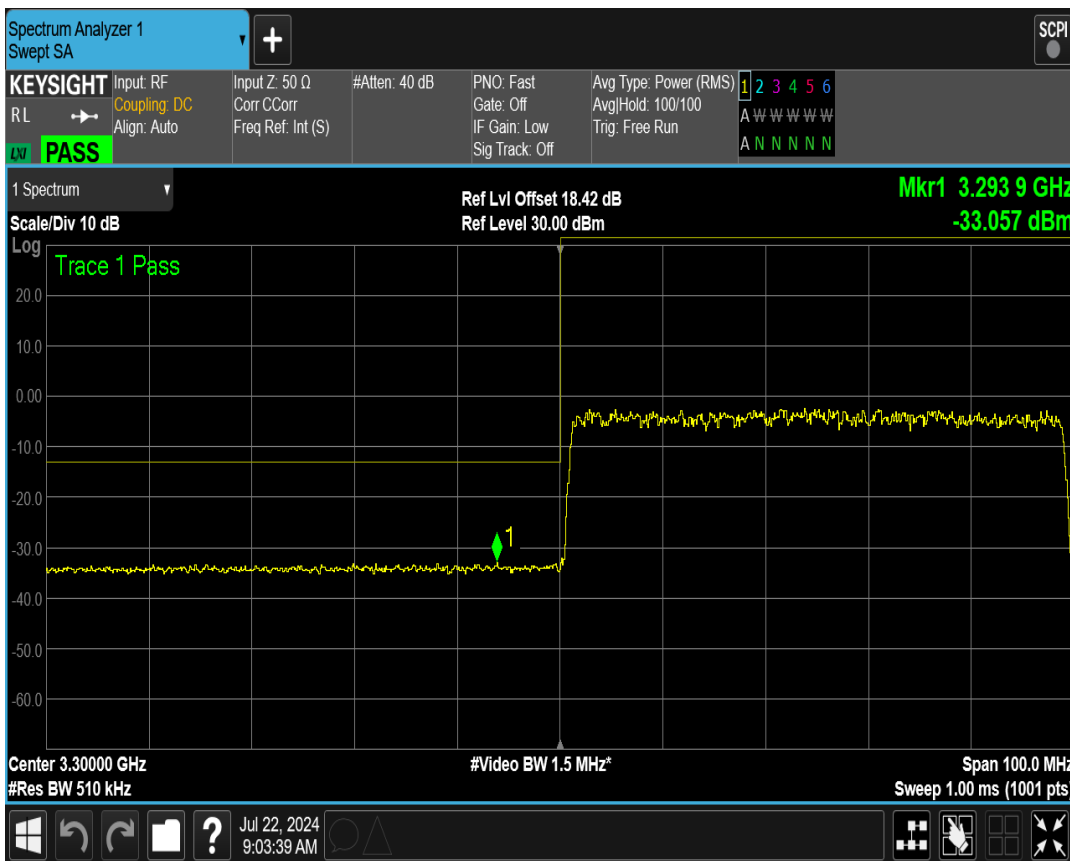 Spectrum Analyzer 1
Swept SA
+
SCPI
KEYSIGHT
RL
LXI PASS
Input: RF
Coupling: DC
Align: Auto
Input Z: 50 Ω
Corr CCorr
Freq Ref: Int (S)
#Atten: 40 dB
PNO: Fast
Gate: Off
IF Gain: Low
Sig Track: Off
Avg Type: Power (RMS)
Avg|Hold: 100/100
Trig: Free Run
1 2 3 4 5 6
A W W W W W
A N N N N N
1 Spectrum
Scale/Div 10 dB
Ref Lvl Offset 18.42 dB
Ref Level 30.00 dBm
Mkr1 3.293 9 GHz
-33.057 dBm
Log
Trace 1 Pass
20.0
10.0
0.00
-10.0
-20.0
-30.0
-40.0
-50.0
-60.0
1
Center 3.30000 GHz
#Res BW 510 kHz
#Video BW 1.5 MHz*
Span 100.0 MHz
Sweep 1.00 ms (1001 pts)
?
Jul 22, 2024
9:03:39 AM